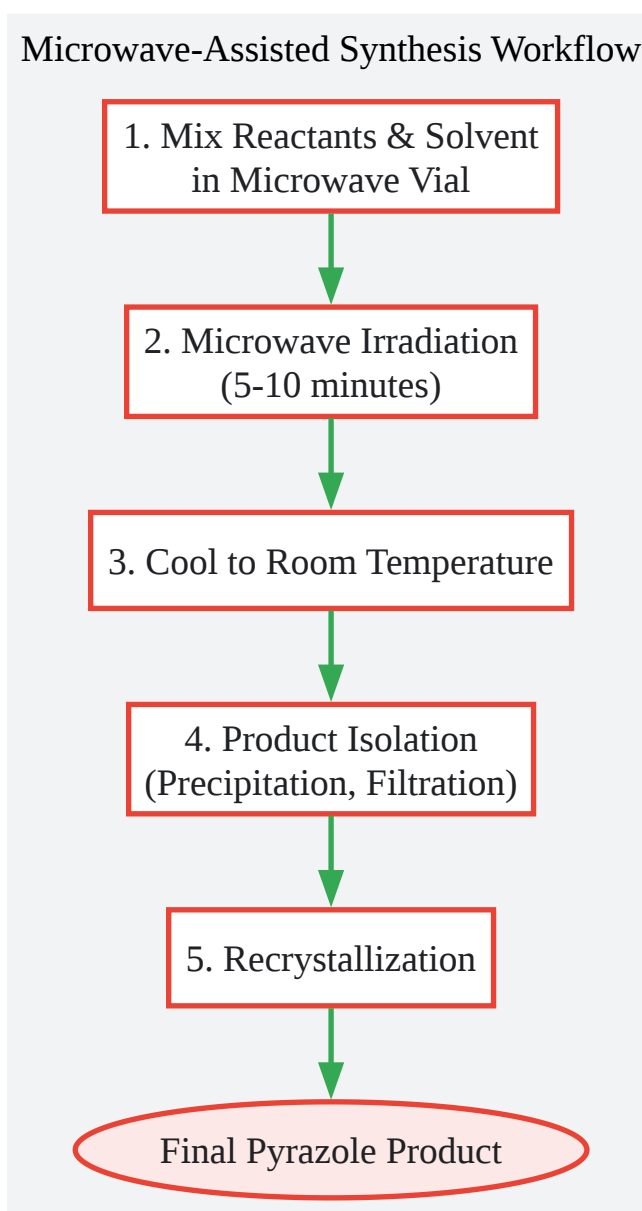 Microwave-Assisted Synthesis Workflow
1. Mix Reactants & Solvent
in Microwave Vial
2. Microwave Irradiation
(5-10 minutes)
3. Cool to Room Temperature
4. Product Isolation
(Precipitation, Filtration)
5. Recrystallization
Final Pyrazole Product